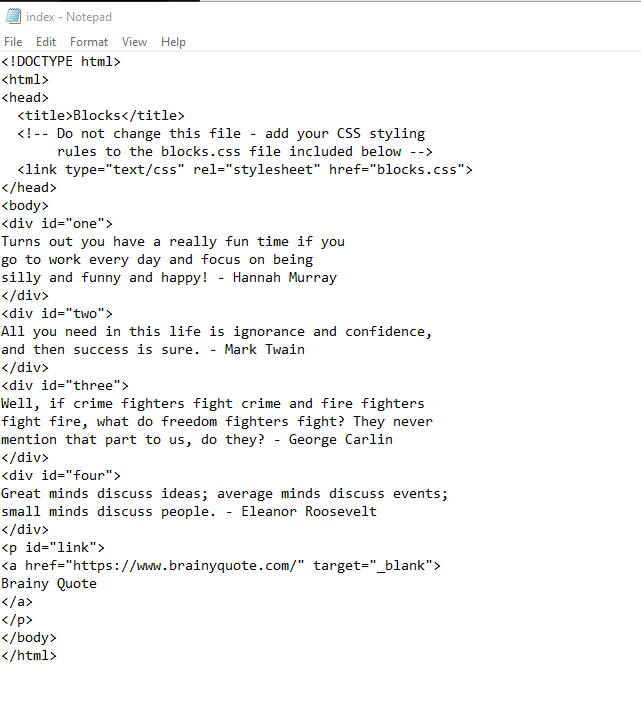 index - Notepad
File Edit Format View Help
<!DOCTYPE html>
<html>
<head>
  <title>Blocks</title>
  <!-- Do not change this file - add your CSS styling
       rules to the blocks.css file included below -->
  <link type="text/css" rel="stylesheet" href="blocks.css">
</head>
<body>
<div id="one">
Turns out you have a really fun time if you
go to work every day and focus on being
silly and funny and happy! - Hannah Murray
</div>
<div id="two">
All you need in this life is ignorance and confidence,
and then success is sure. - Mark Twain
</div>
<div id="three">
Well, if crime fighters fight crime and fire fighters
fight fire, what do freedom fighters fight? They never
mention that part to us, do they? - George Carlin
</div>
<div id="four">
Great minds discuss ideas; average minds discuss events;
small minds discuss people. - Eleanor Roosevelt
</div>
<p id="link">
<a href="https://www.brainyquote.com/" target="_blank">
Brainy Quote
</a>
</p>
</body>
</html>